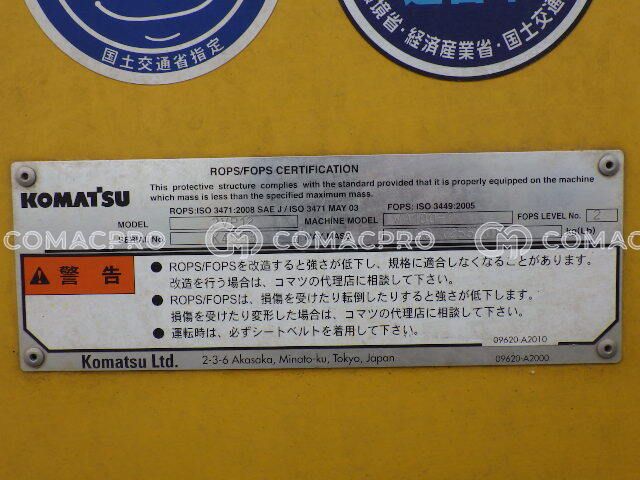 国土交通省指定
環境省・経済産業省・国土交通
ROPS/FOPS CERTIFICATION
KOMATSU
This protective structure complies with the standard provided that it is properly equipped on the machine
which mass is less than the specified maximum mass.
ROPS:ISO 3471:2008 SAE J / ISO 3471 MAY 03 FOPS: ISO 3449:2005
MODEL MACHINE MODEL FOPS LEVEL No. 2
SERIAL No. MAX MASS kg(Lb)
COMACPRO COMACPRO COMACPRO
警告
● ROPS/FOPSを改造すると強さが低下し、規格に適合しなくなることがあります。
改造を行う場合は、コマツの代理店に相談して下さい。
● ROPS/FOPSは、損傷を受けたり転倒したりすると強さが低下します。
損傷を受けたり変形した場合は、コマツの代理店に相談して下さい。
● 運転時は、必ずシートベルトを着用して下さい。
09620-A2010
Komatsu Ltd. 2-3-6 Akasaka, Minato-ku, Tokyo, Japan 09620-A2000